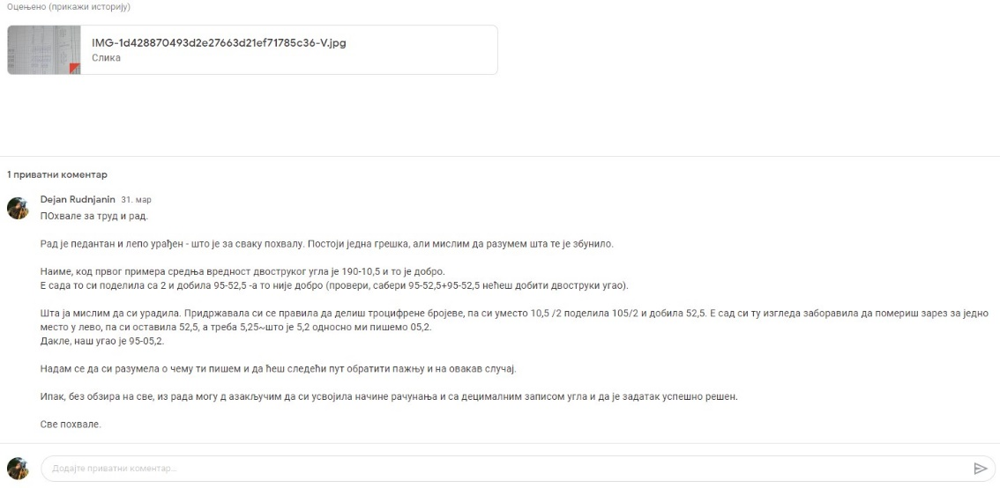 Оцењено (прикажи историју)
IMG-1d428870493d2e27663d21ef71785c36-V.jpg
Слика
1 приватни коментар
Dejan Rudnjanin 31. мар
ПОхвале за труд и рад.
Рад је педантан и лепо урађен - што је за сваку похвалу. Постоји једна грешка, али мислим да разумем шта те је збунило.
Наиме, код првог примера средња вредност двоструког угла је 190-10,5 и то је добро.
Е сада то си поделила са 2 и добила 95-52,5 -а то није добро (провери, сабери 95-52,5+95-52,5 нећеш добити двоструки угао).
Шта ја мислим да си урадила. Придржавала си се правила да делиш троцифрене бројеве, па си уместо 10,5 /2 поделила 105/2 и добила 52,5. Е сад си ту изгледа заборавила да помериш зарез за једно
место у лево, па си оставила 52,5, а треба 5,25~што је 5,2 односно ми пишемо 05,2.
Дакле, наш угао је 95-05,2.
Надам се да си разумела о чему ти пишем и да ћеш следећи пут обратити пажњу и на овакав случај.
Ипак, без обзира на све, из рада могу д азакључим да си усвојила начине рачунања и са децималним записом угла и да је задатак успешно решен.
Све похвале.
Додајте приватни коментар...